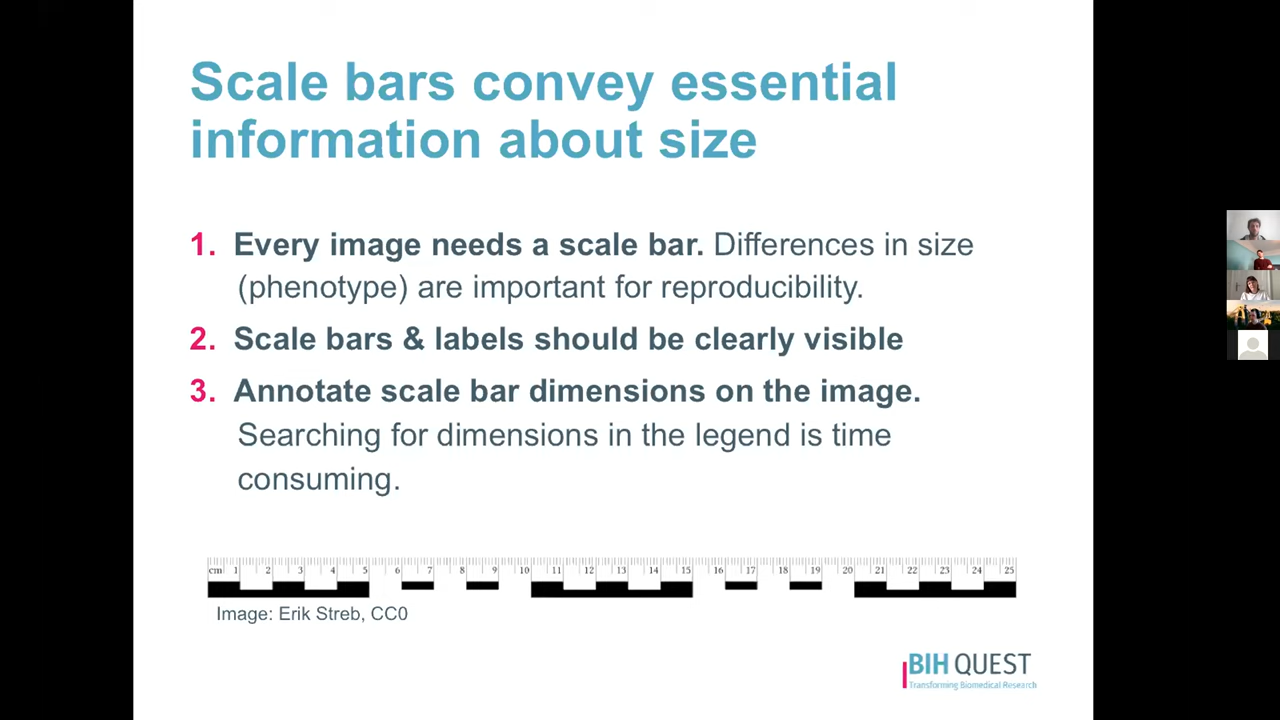 Scale bars convey essential
information about size
1. Every image needs a scale bar. Differences in size
(phenotype) are important for reproducibility.
2. Scale bars & labels should be clearly visible
3. Annotate scale bar dimensions on the image.
Searching for dimensions in the legend is time
consuming.
cm 1 2 3 4 5 6 7 8 9 10 11 12 13 14 15 16 17 18 19 20 21 22 23 24 25
Image: Erik Streb, CC0
BIH QUEST
Transforming Biomedical Research